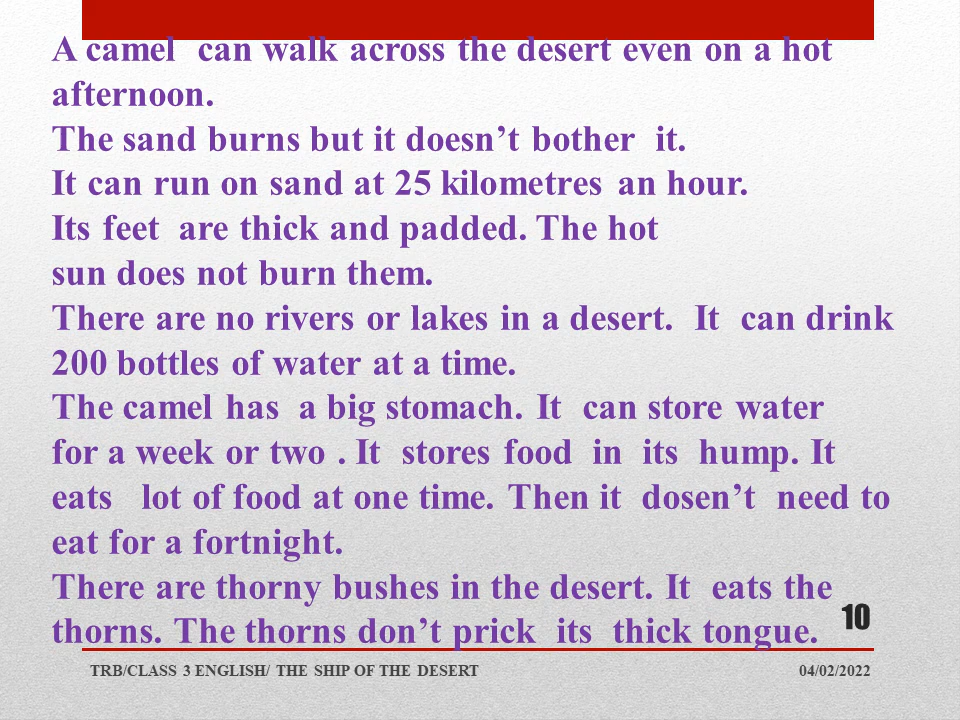 A camel  can walk across the desert even on a hot
afternoon.
The sand burns but it doesn’t bother  it.
It can run on sand at 25 kilometres an hour.
Its feet  are thick and padded. The hot
sun does not burn them.
There are no rivers or lakes in a desert.  It  can drink
200 bottles of water at a time.
The camel has  a big stomach. It  can store water
for a week or two . It  stores food  in  its  hump. It
eats   lot of food at one time. Then it  dosen’t  need to
eat for a fortnight.
There are thorny bushes in the desert. It  eats the
thorns. The thorns don’t prick  its  thick tongue.
10
TRB/CLASS 3 ENGLISH/ THE SHIP OF THE DESERT
04/02/2022